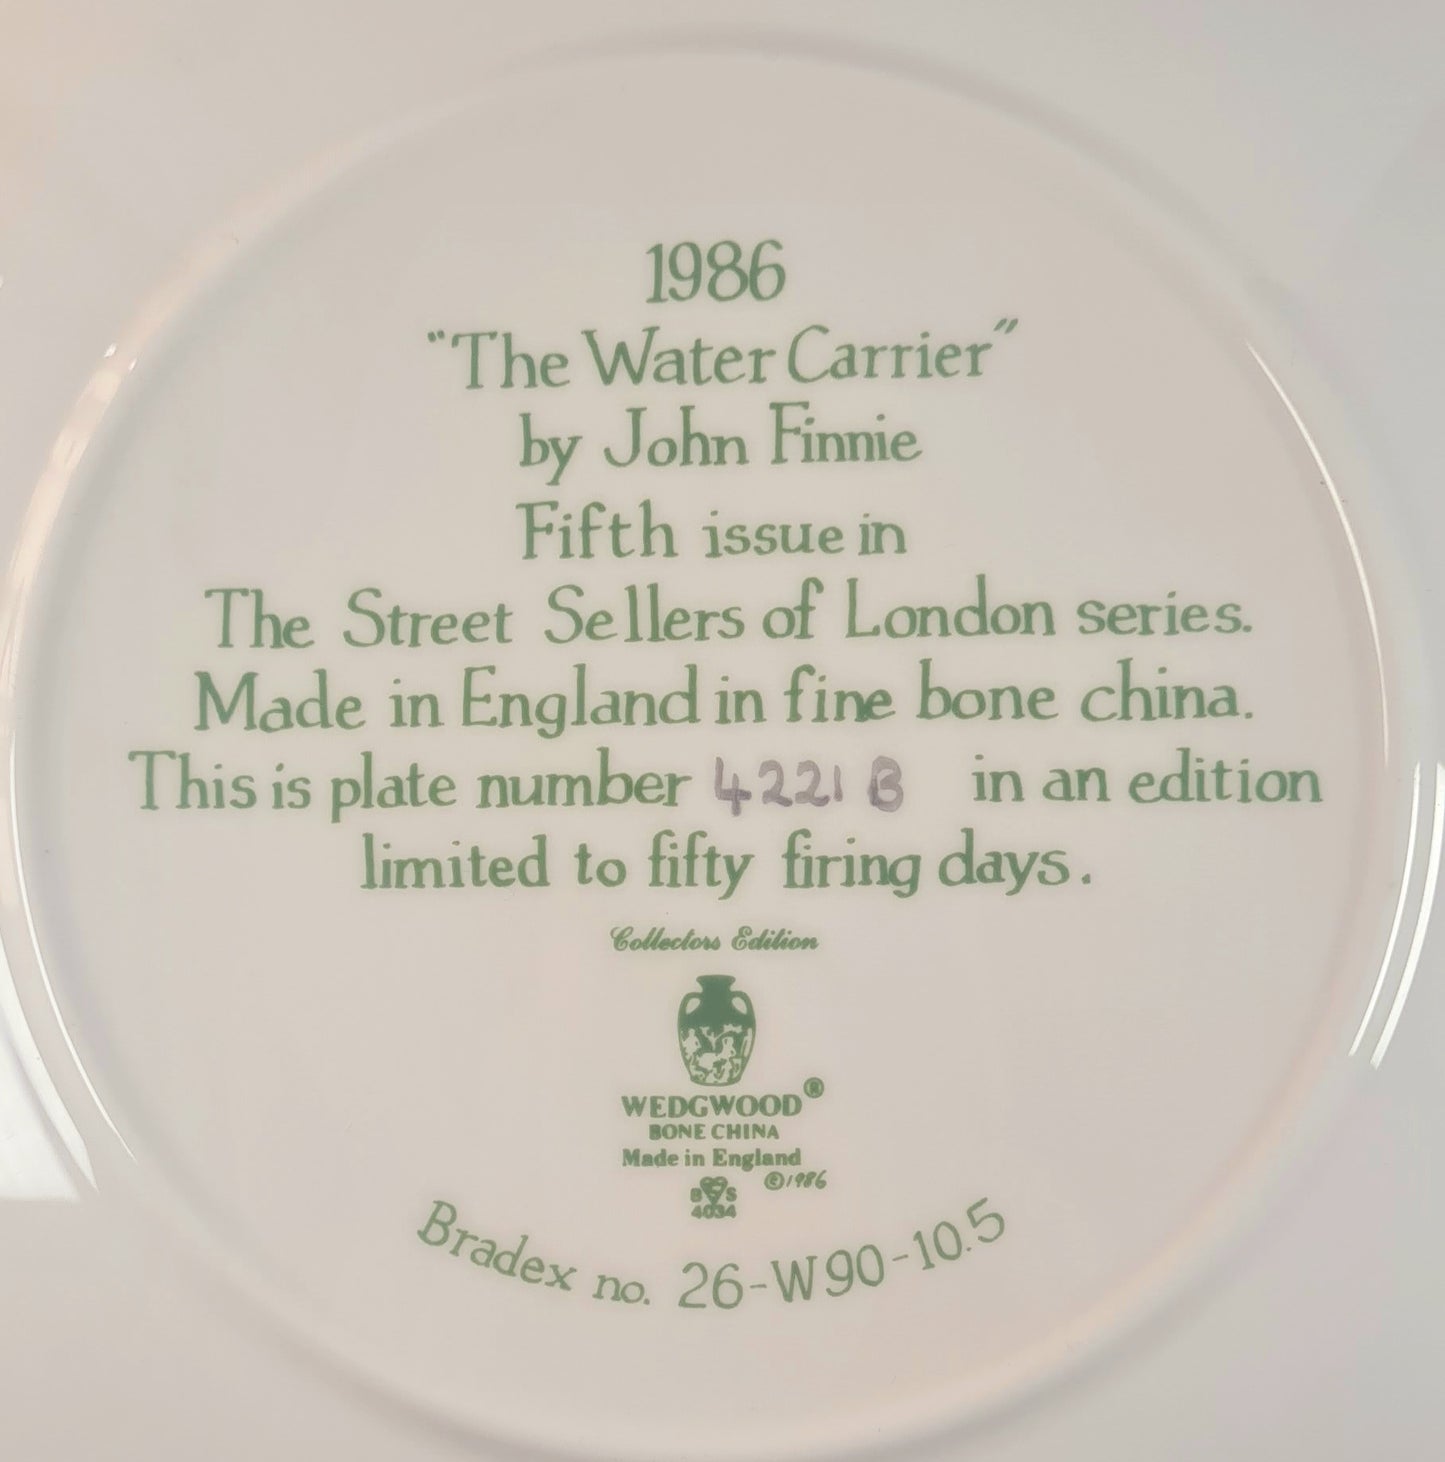 1986
"The Water Carrier"
by John Finnie
Fifth issue in
The Street Sellers of London series.
Made in England in fine bone china.
This is plate number 4221 B in an edition
limited to fifty firing days.
Collectors Edition
WEDGWOOD®
BONE CHINA
Made in England
©1986
B S
4034
Bradex no. 26-W90-10.5